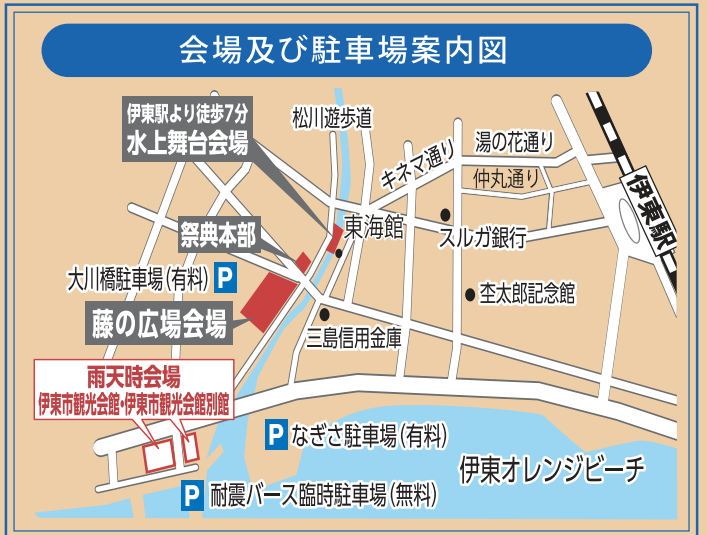 会場及び駐車場案内図
伊東駅より徒歩7分
水上舞台会場
松川遊歩道
キネマ通り
湯の花通り
仲丸通り
伊東駅
祭典本部
東海館
スルガ銀行
大川橋駐車場(有料) P
杢太郎記念館
藤の広場会場
三島信用金庫
雨天時会場
伊東市観光会館・伊東市観光会館別館
P なぎさ駐車場(有料)
伊東オレンジビーチ
P 耐震バース臨時駐車場(無料)